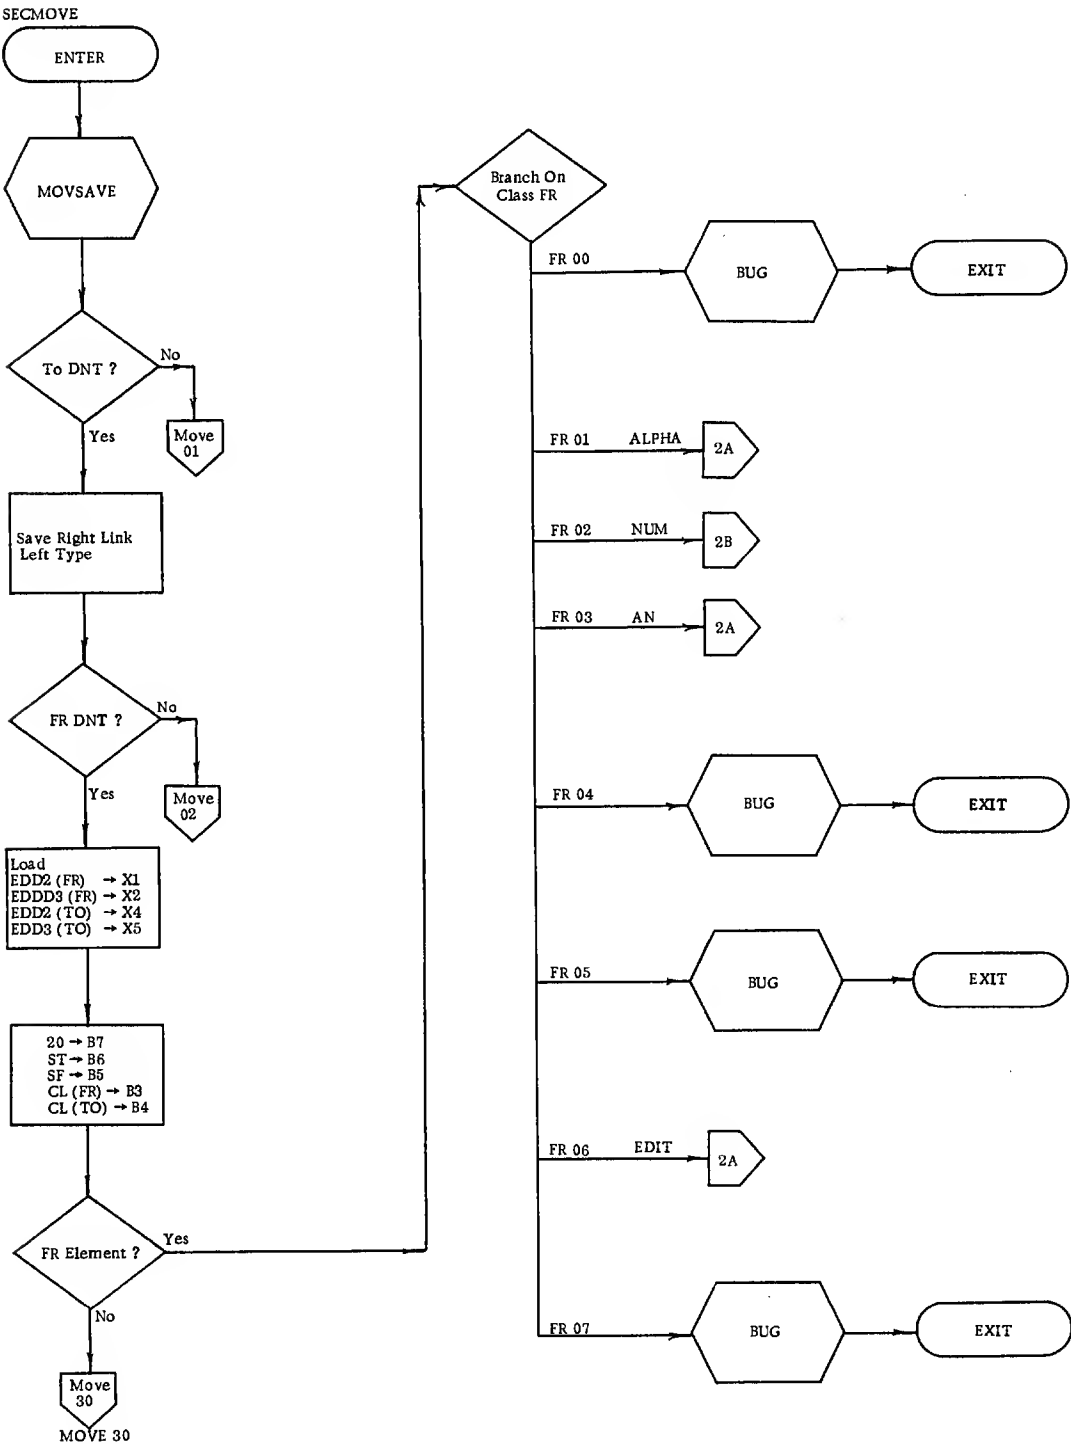 SECMOVE
ENTER
MOVSAVE
To DNT ?
No
Move
01
Yes
Save Right Link
Left Type
FR DNT ?
No
Move
02
Yes
Load
EDD2 (FR) → X1
EDDD3 (FR) → X2
EDD2 (TO) → X4
EDD3 (TO) → X5
20 → B7
ST → B6
SF → B5
CL (FR) → B3
CL (TO) → B4
FR Element ?
Yes
No
Move
30
MOVE 30
Branch On
Class FR
FR 00
BUG
EXIT
FR 01 ALPHA
2A
FR 02 NUM
2B
FR 03 AN
2A
FR 04
BUG
EXIT
FR 05
BUG
EXIT
FR 06 EDIT
2A
FR 07
BUG
EXIT